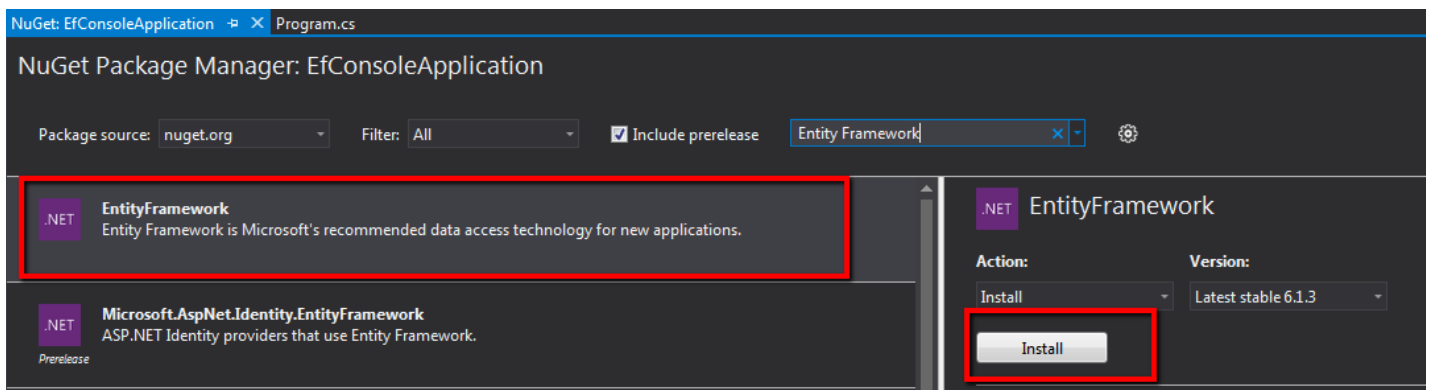 NuGet: EfConsoleApplication Program.cs
NuGet Package Manager: EfConsoleApplication
Package source: nuget.org Filter: All Include prerelease Entity Framework
.NET EntityFramework
Entity Framework is Microsoft's recommended data access technology for new applications.
.NET Microsoft.AspNet.Identity.EntityFramework
ASP.NET Identity providers that use Entity Framework.
Prerelease
.NET EntityFramework
Action: Version:
Install Latest stable 6.1.3
Install